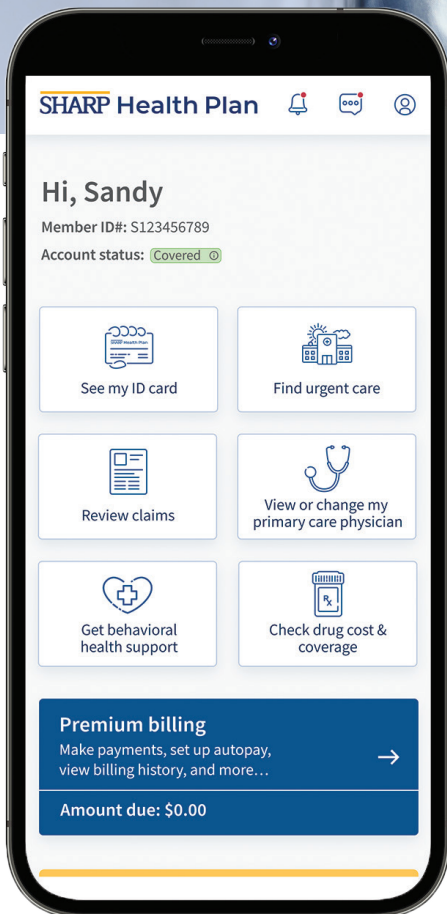 SHARP Health Plan
Hi, Sandy
Member ID#: S123456789
Account status: Covered
See my ID card
Find urgent care
Review claims
View or change my
primary care physician
Get behavioral
health support
Check drug cost &
coverage
Premium billing
Make payments, set up autopay,
view billing history, and more…
Amount due: $0.00